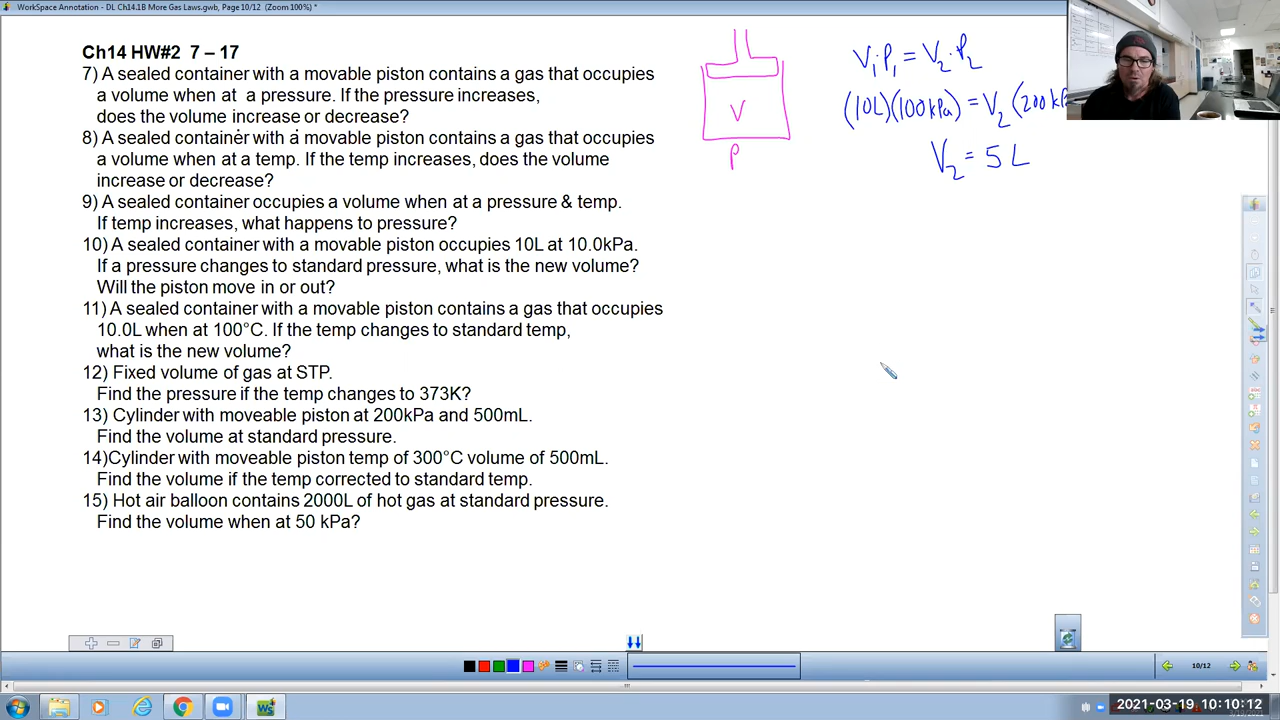 WorkSpace Annotation - DL Ch14.1B More Gas Laws.gwb, Page 10/12 (Zoom 100%) *
Ch14 HW#2 7 – 17
7) A sealed container with a movable piston contains a gas that occupies
a volume when at a pressure. If the pressure increases,
does the volume increase or decrease?
8) A sealed container with a movable piston contains a gas that occupies
a volume when at a temp. If the temp increases, does the volume
increase or decrease?
9) A sealed container occupies a volume when at a pressure & temp.
If temp increases, what happens to pressure?
10) A sealed container with a movable piston occupies 10L at 10.0kPa.
If a pressure changes to standard pressure, what is the new volume?
Will the piston move in or out?
11) A sealed container with a movable piston contains a gas that occupies
10.0L when at 100°C. If the temp changes to standard temp,
what is the new volume?
12) Fixed volume of gas at STP.
Find the pressure if the temp changes to 373K?
13) Cylinder with moveable piston at 200kPa and 500mL.
Find the volume at standard pressure.
14)Cylinder with moveable piston temp of 300°C volume of 500mL.
Find the volume if the temp corrected to standard temp.
15) Hot air balloon contains 2000L of hot gas at standard pressure.
Find the volume when at 50 kPa?
V
P
V₁·P₁ = V₂·P₂
(10L)(100kPa) = V₂ (200k
V₂ = 5 L
10/12
2021-03-19 10:10:12